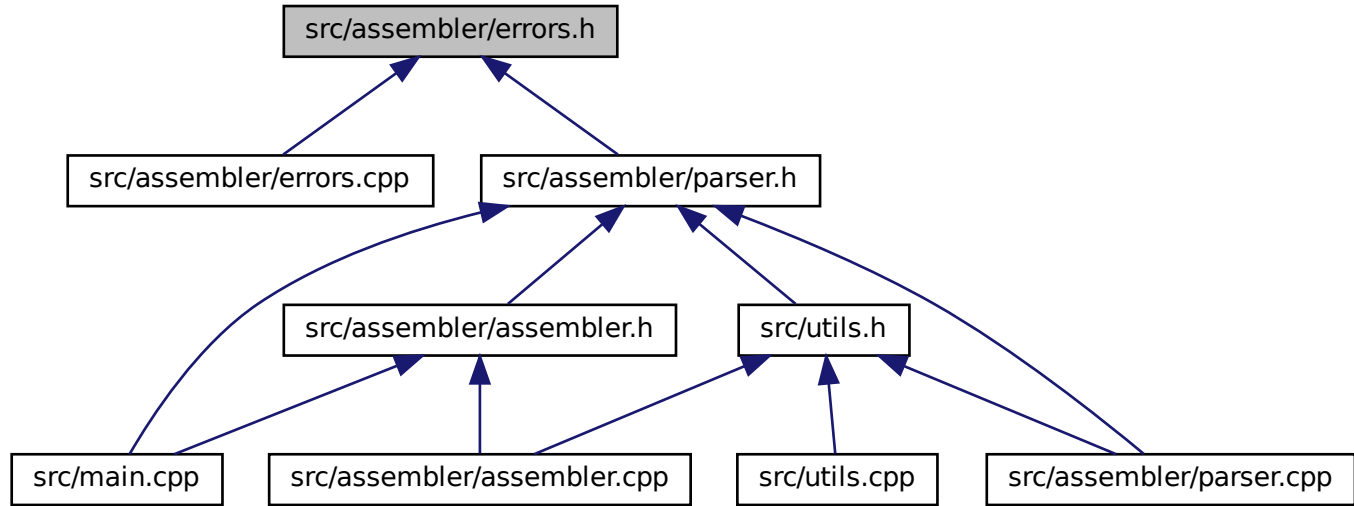 src/assembler/errors.h
src/assembler/errors.cpp
src/assembler/parser.h
src/assembler/assembler.h
src/utils.h
src/main.cpp
src/assembler/assembler.cpp
src/utils.cpp
src/assembler/parser.cpp